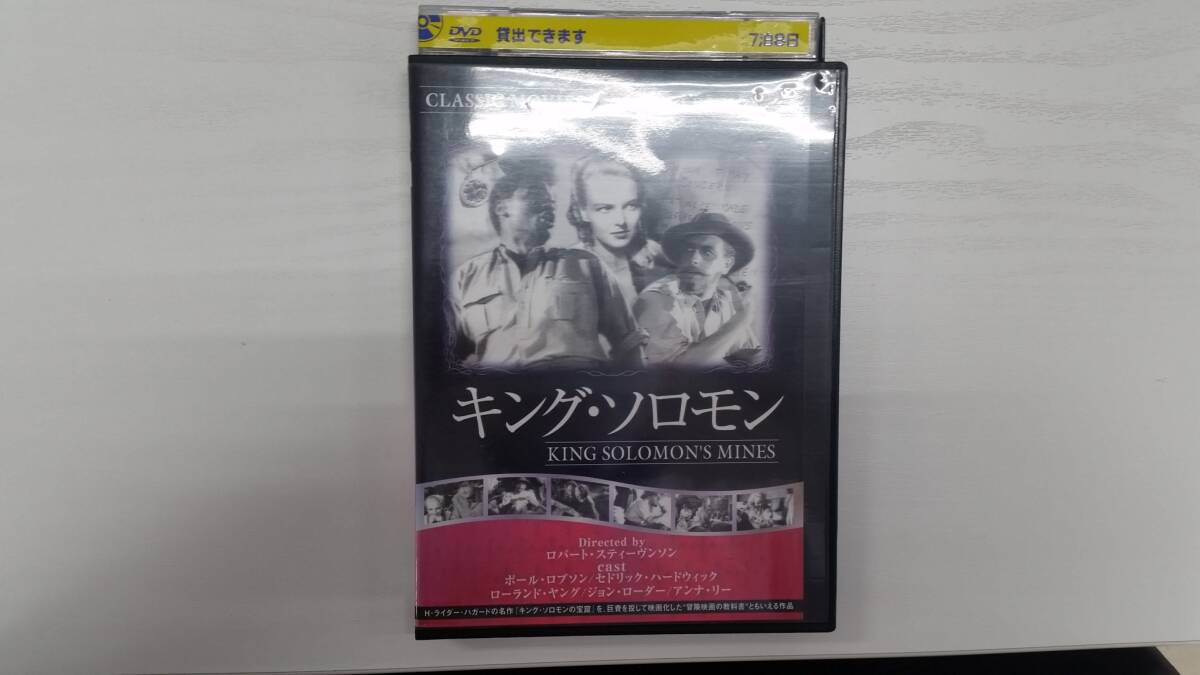 DVD 貸出できます 7泊8日
CLASSIC MOVIE
キング・ソロモン
KING SOLOMON'S MINES
Directed by
ロバート・スティーヴンソン
cast
ポール・ロブソン/セドリック・ハードウィック
ローランド・ヤング/ジョン・ローダー/アンナ・リー
H・ライダー・ハガードの名作『キング・ソロモンの宝窟』を、巨費を投じて映画化した"冒険映画の教科書"ともいえる作品